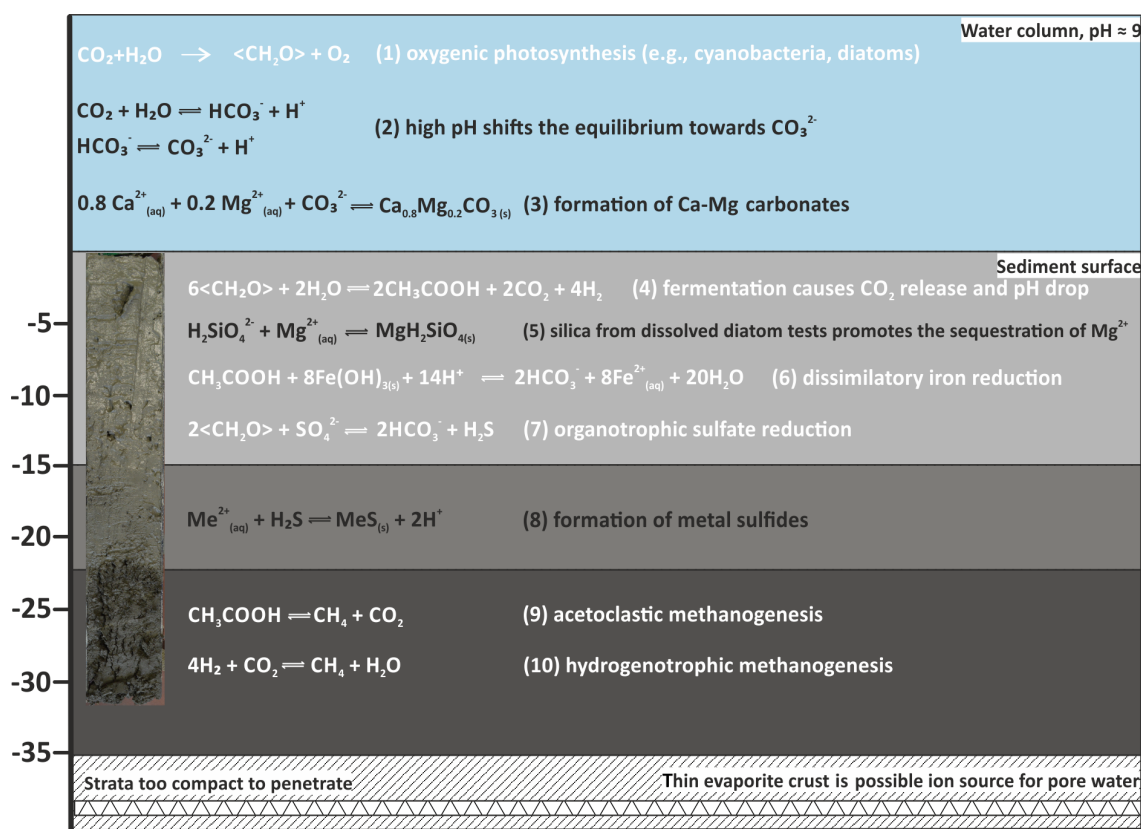 Water column, pH ≈ 9
CO₂+H₂O → <CH₂O> + O₂ (1) oxygenic photosynthesis (e.g., cyanobacteria, diatoms)
CO₂ + H₂O ⇌ HCO₃⁻ + H⁺
(2) high pH shifts the equilibrium towards CO₃²⁻
HCO₃⁻ ⇌ CO₃²⁻ + H⁺
0.8 Ca²⁺(aq) + 0.2 Mg²⁺(aq) + CO₃²⁻ ⇌ Ca₀.₈Mg₀.₂CO₃ (s) (3) formation of Ca-Mg carbonates
Sediment surface
6<CH₂O> + 2H₂O ⇌ 2CH₃COOH + 2CO₂ + 4H₂ (4) fermentation causes CO₂ release and pH drop
-5
H₂SiO₄²⁻ + Mg²⁺(aq) ⇌ MgH₂SiO₄(s) (5) silica from dissolved diatom tests promotes the sequestration of Mg²⁺
CH₃COOH + 8Fe(OH)₃(s) + 14H⁺ ⇌ 2HCO₃⁻ + 8Fe²⁺(aq) + 20H₂O (6) dissimilatory iron reduction
-10
2<CH₂O> + SO₄²⁻ ⇌ 2HCO₃⁻ + H₂S (7) organotrophic sulfate reduction
-15
Me²⁺(aq) + H₂S ⇌ MeS(s) + 2H⁺ (8) formation of metal sulfides
-20
-25
CH₃COOH ⇌ CH₄ + CO₂ (9) acetoclastic methanogenesis
4H₂ + CO₂ ⇌ CH₄ + H₂O (10) hydrogenotrophic methanogenesis
-30
-35
Strata too compact to penetrate
Thin evaporite crust is possible ion source for pore water